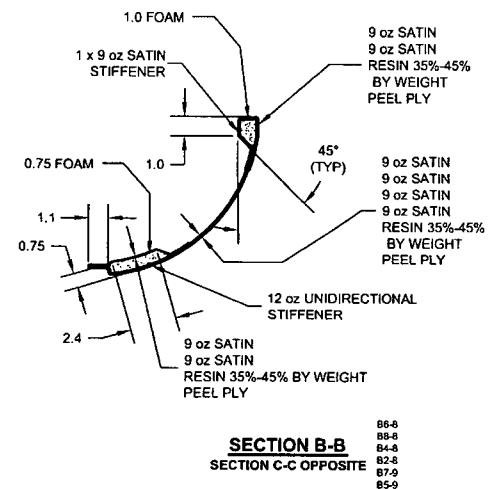 1.0 FOAM
1 x 9 oz SATIN
STIFFENER
9 oz SATIN
9 oz SATIN
RESIN 35%-45%
BY WEIGHT
PEEL PLY
1.0
45°
(TYP)
0.75 FOAM
1.1
0.75
9 oz SATIN
9 oz SATIN
9 oz SATIN
9 oz SATIN
RESIN 35%-45%
BY WEIGHT
PEEL PLY
12 oz UNIDIRECTIONAL
STIFFENER
2.4
9 oz SATIN
9 oz SATIN
RESIN 35%-45% BY WEIGHT
PEEL PLY
SECTION B-B
SECTION C-C OPPOSITE
B6-8
B8-8
B4-8
B2-8
B7-9
B5-9